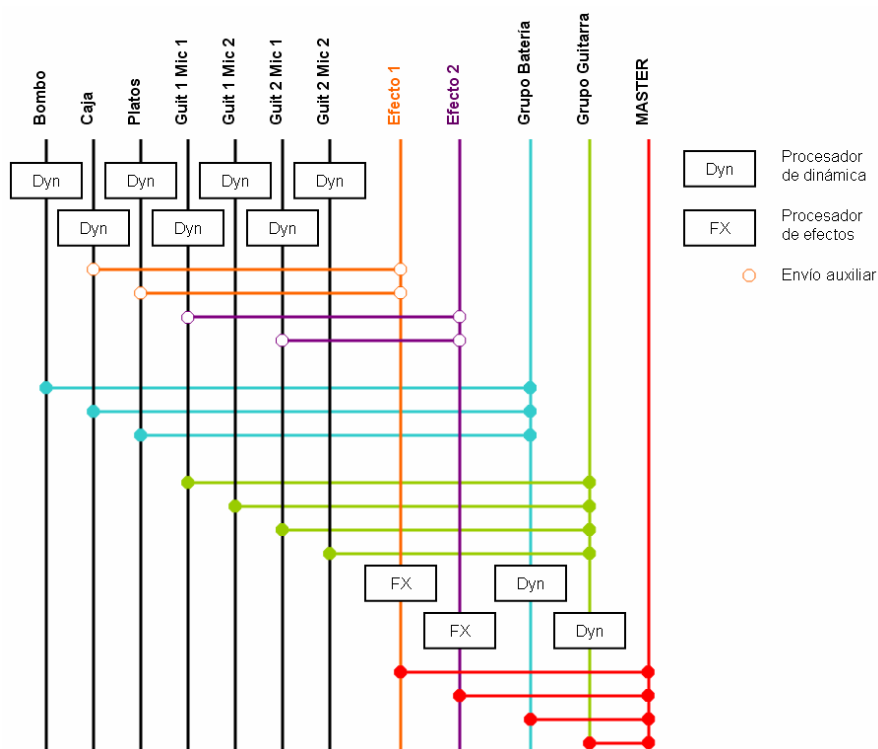 Bombo
Caja
Platos
Guit 1 Mic 1
Guit 1 Mic 2
Guit 2 Mic 1
Guit 2 Mic 2
Efecto 1
Efecto 2
Grupo Batería
Grupo Guitarra
MASTER
Dyn
Dyn
Dyn
Dyn
Dyn
Dyn
Dyn
Dyn
Procesador
de dinámica
FX
Procesador
de efectos
Envío auxiliar
FX
Dyn
FX
Dyn